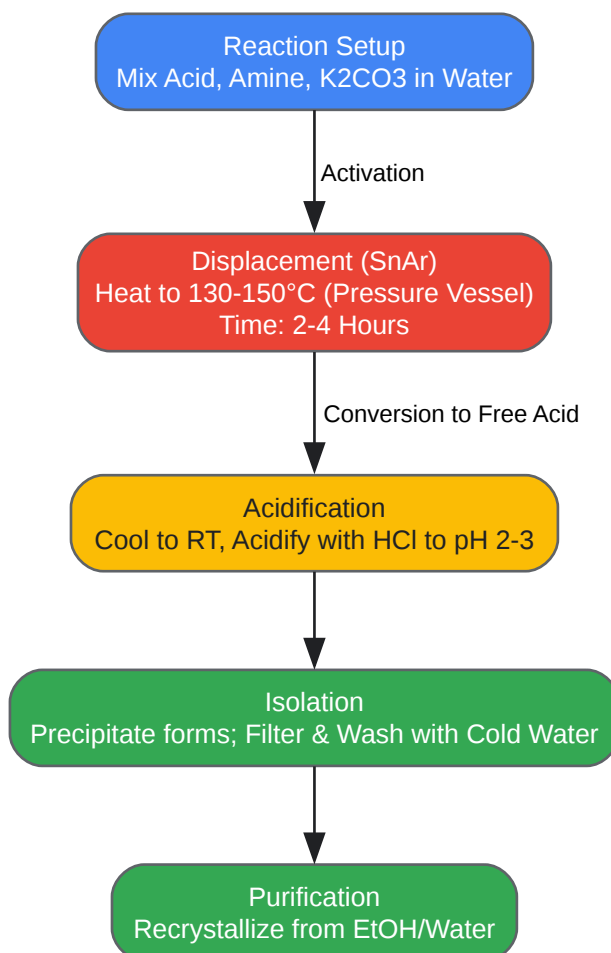 Reaction Setup
Mix Acid, Amine, K2CO3 in Water
Activation
Displacement (SnAr)
Heat to 130-150°C (Pressure Vessel)
Time: 2-4 Hours
Conversion to Free Acid
Acidification
Cool to RT, Acidify with HCl to pH 2-3
Isolation
Precipitate forms; Filter & Wash with Cold Water
Purification
Recrystallize from EtOH/Water